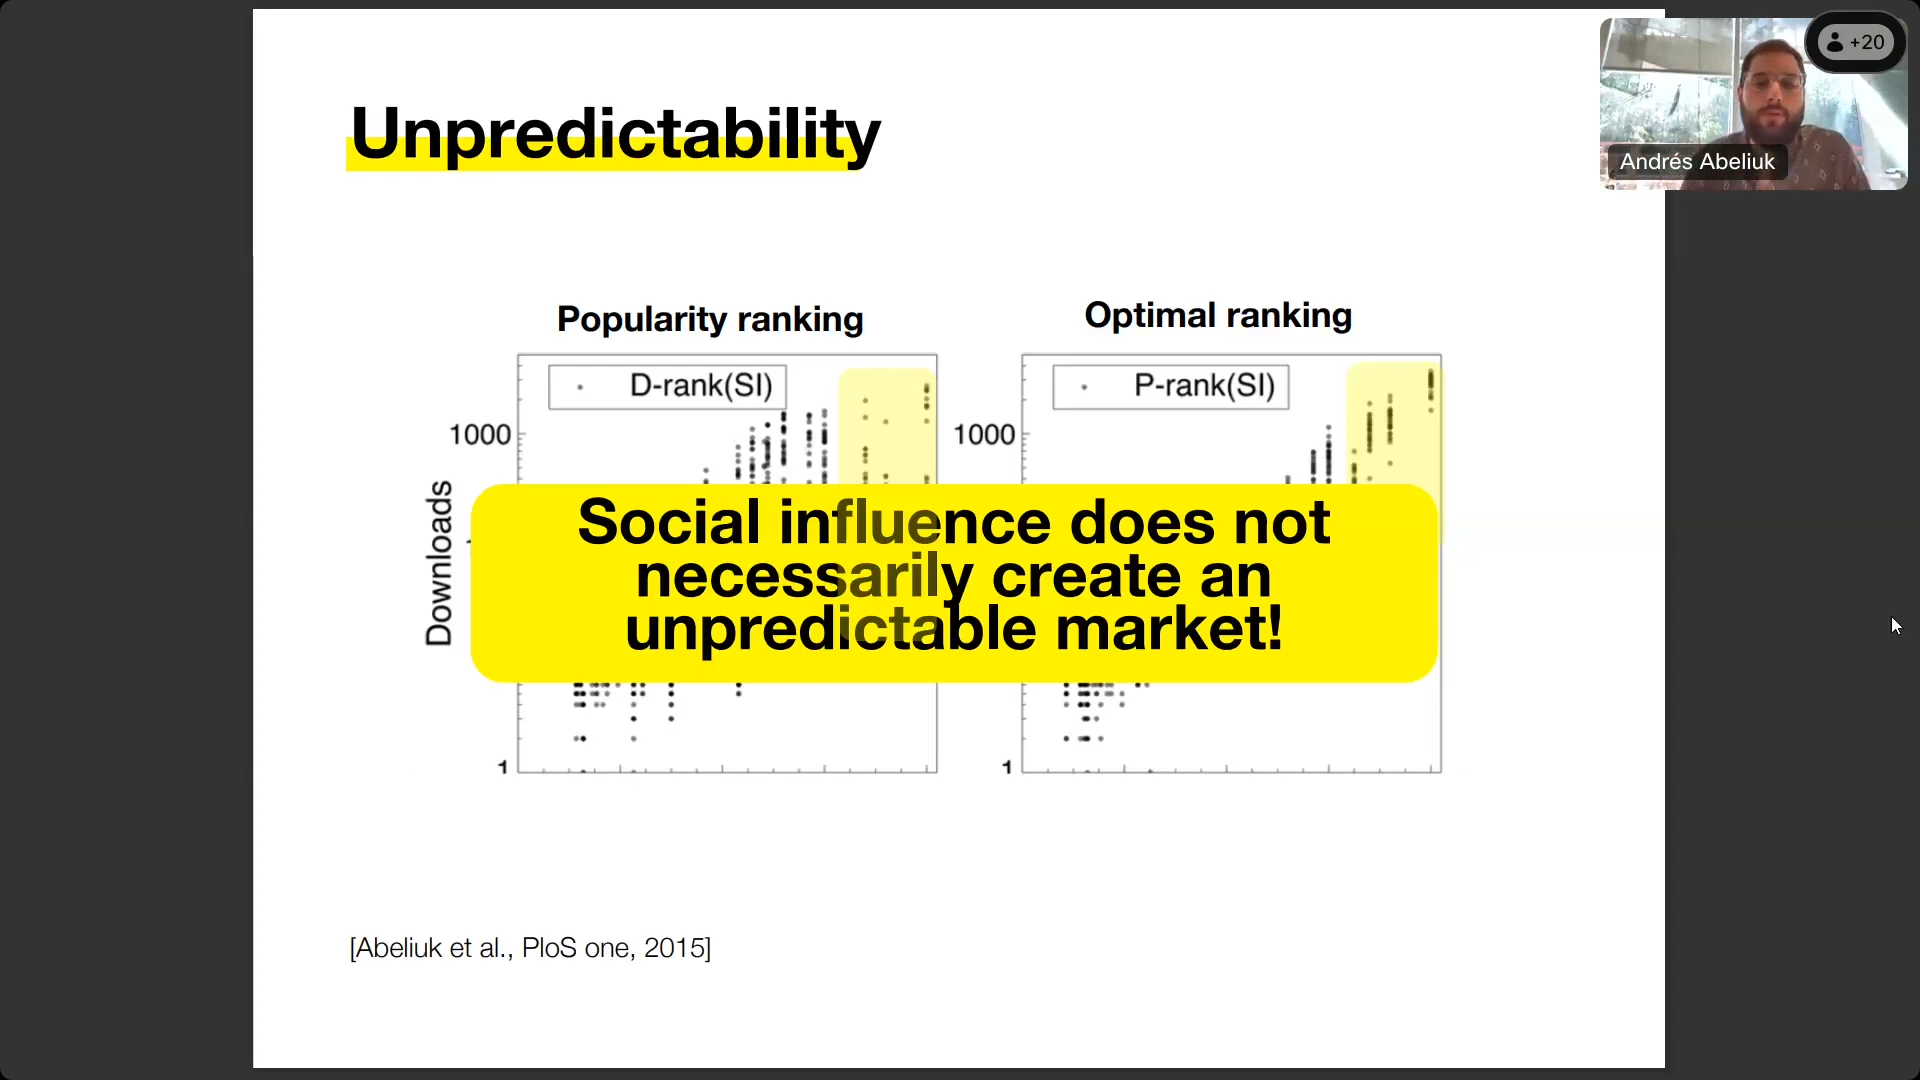 +20
Andrés Abeliuk
Unpredictability
Popularity ranking
Optimal ranking
D-rank(SI)
P-rank(SI)
1000
1000
Downloads
Social influence does not
necessarily create an
unpredictable market!
1
1
[Abeliuk et al., PloS one, 2015]